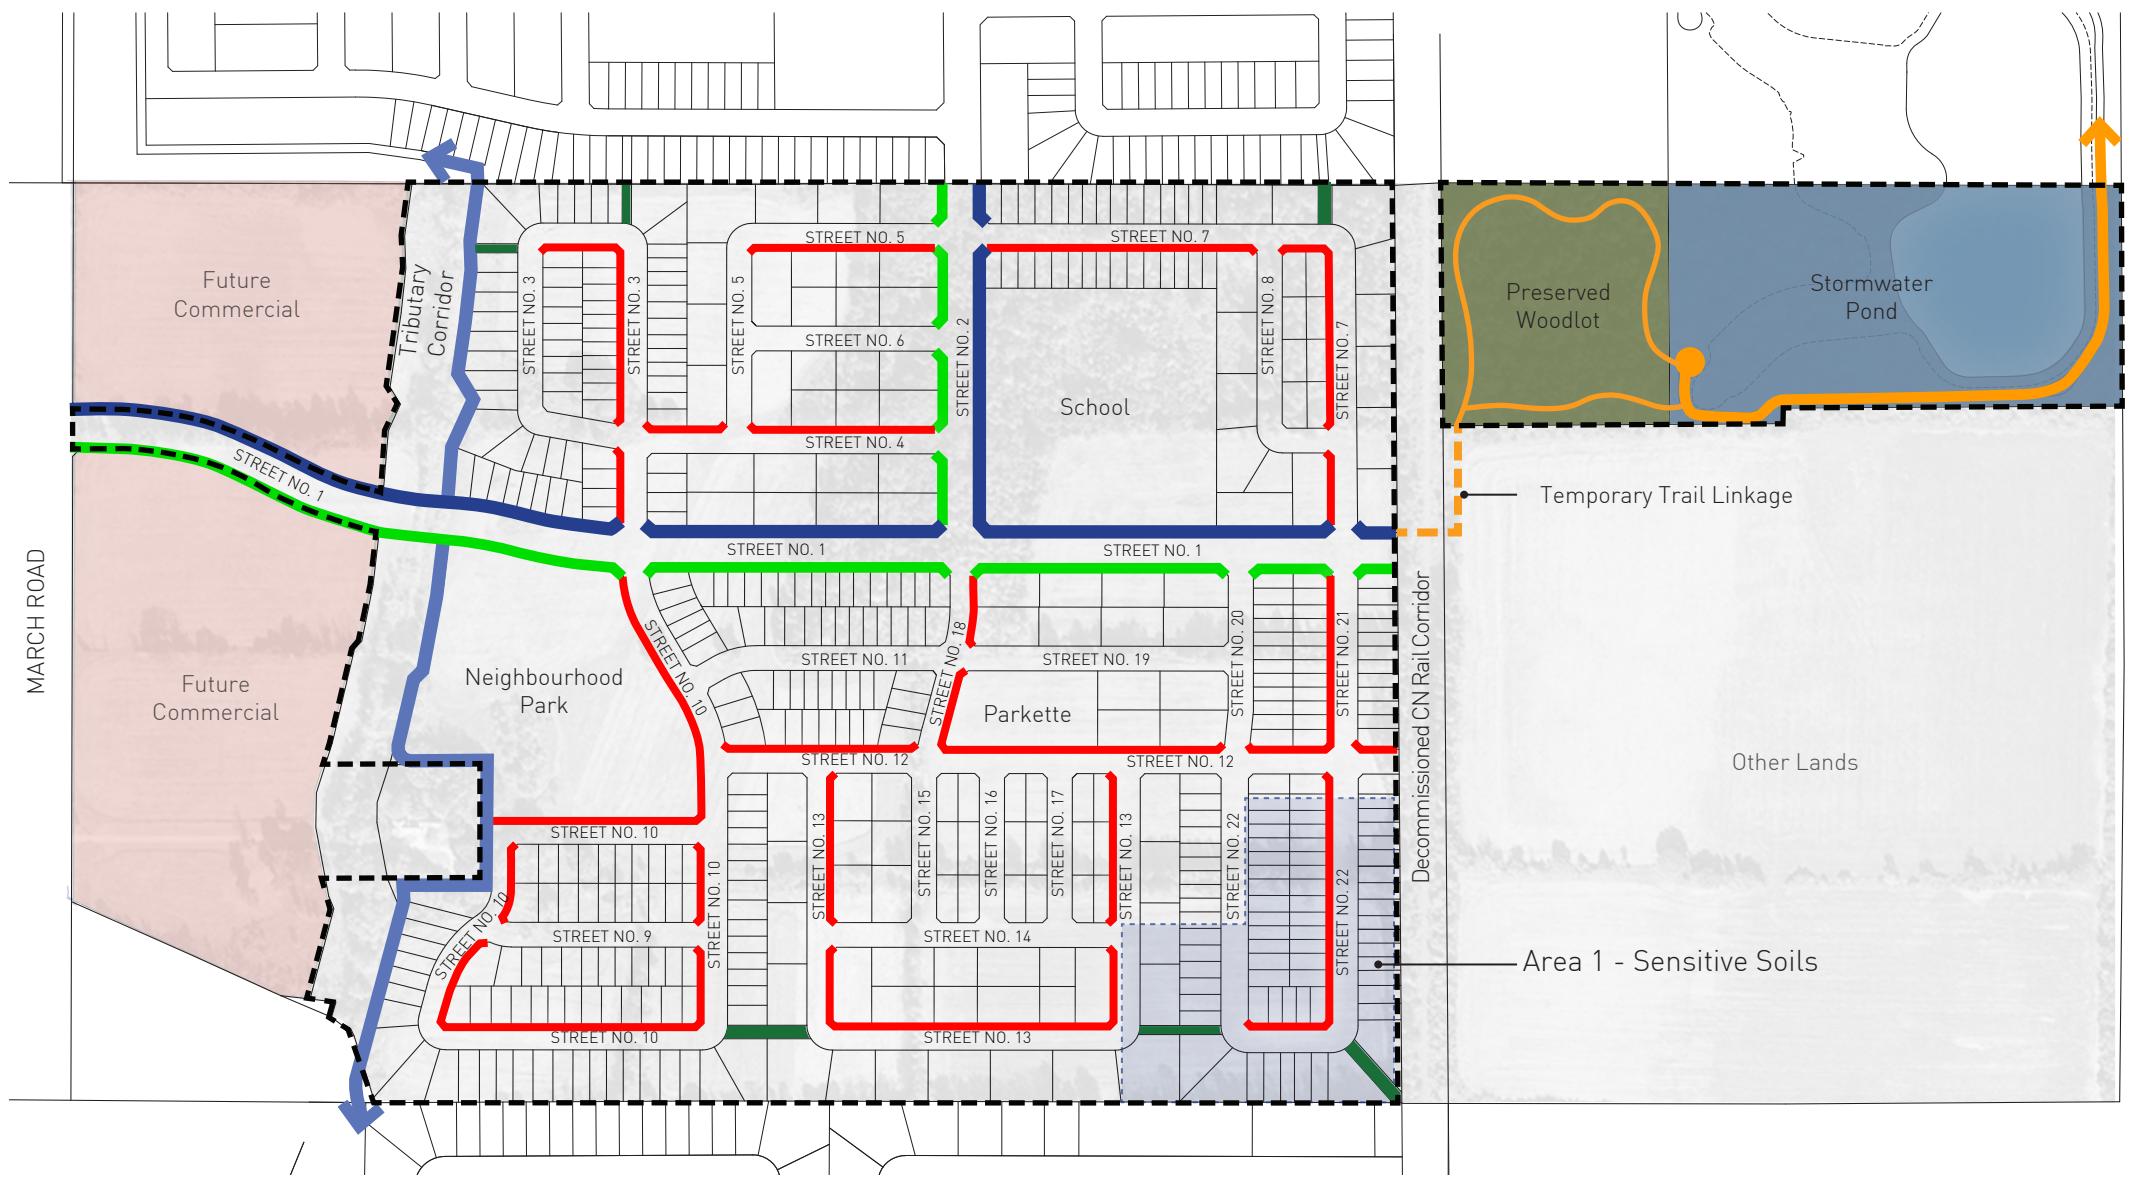 STREET NO. 5
STREET NO. 7
Future
Commercial
Tributary
Corridor
STREET NO. 3
STREET NO. 3
STREET NO. 5
STREET NO. 6
STREET NO. 2
STREET NO. 8
STREET NO. 7
School
Preserved
Woodlot
Stormwater
Pond
STREET NO. 4
STREET NO. 1
Temporary Trail Linkage
STREET NO. 1
STREET NO. 1
MARCH ROAD
Future
Commercial
Neighbourhood
Park
STREET NO. 10
STREET NO. 11
STREET NO. 18
STREET NO. 19
STREET NO. 20
STREET NO. 21
Parkette
Decommissioned CN Rail Corridor
STREET NO. 12
STREET NO. 12
Other Lands
STREET NO. 10
STREET NO. 13
STREET NO. 15
STREET NO. 16
STREET NO. 17
STREET NO. 13
STREET NO. 22
STREET NO. 22
STREET NO. 10
STREET NO. 10
STREET NO. 9
STREET NO. 14
Area 1 - Sensitive Soils
STREET NO. 10
STREET NO. 13